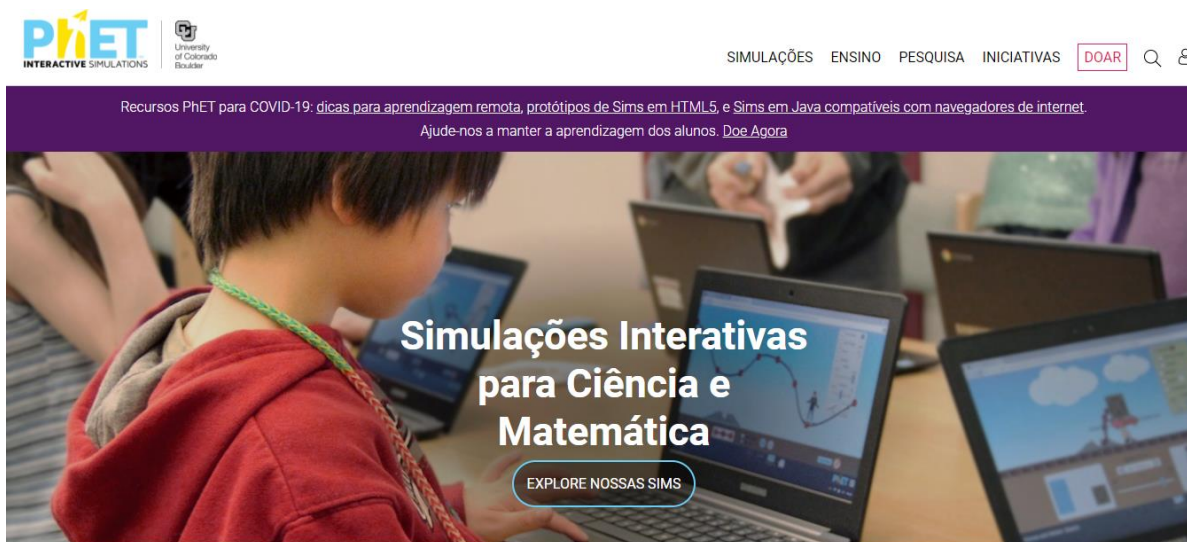 PhET
INTERACTIVE SIMULATIONS
University
of Colorado
Boulder
SIMULAÇÕES ENSINO PESQUISA INICIATIVAS DOAR
Recursos PhET para COVID-19: dicas para aprendizagem remota, protótipos de Sims em HTML5, e Sims em Java compatíveis com navegadores de internet.
Ajude-nos a manter a aprendizagem dos alunos. Doe Agora
Simulações Interativas
para Ciência e
Matemática
EXPLORE NOSSAS SIMS